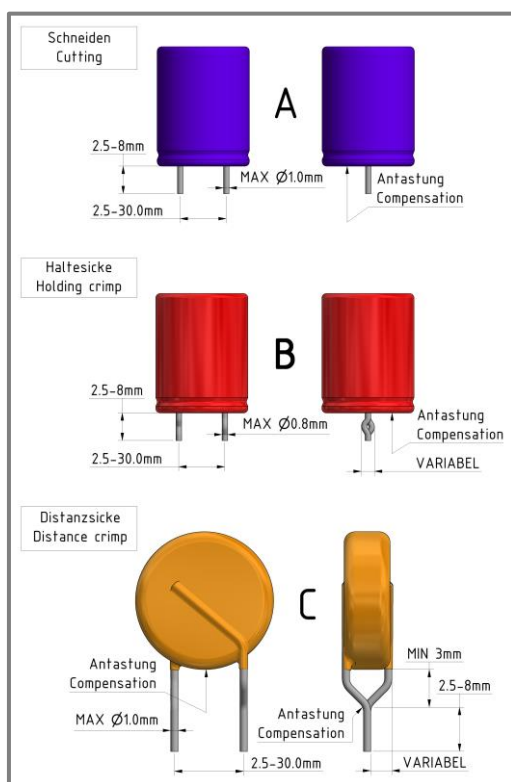 Schneiden
Cutting
A
2.5-8mm
MAX Ø1.0mm
2.5-30.0mm
Antastung
Compensation
Haltesicke
Holding crimp
B
2.5-8mm
MAX Ø0.8mm
2.5-30.0mm
Antastung
Compensation
VARIABEL
Distanzsicke
Distance crimp
C
Antastung
Compensation
MAX Ø1.0mm
2.5-30.0mm
MIN 3mm
2.5-8mm
Antastung
Compensation
VARIABEL